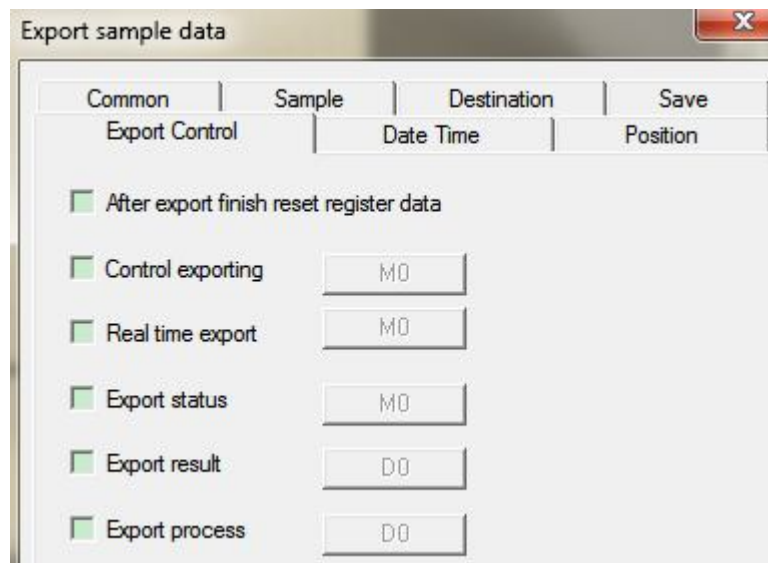 Export sample data
Common Sample Destination Save
Export Control Date Time Position
After export finish reset register data
Control exporting M0
Real time export M0
Export status M0
Export result D0
Export process D0